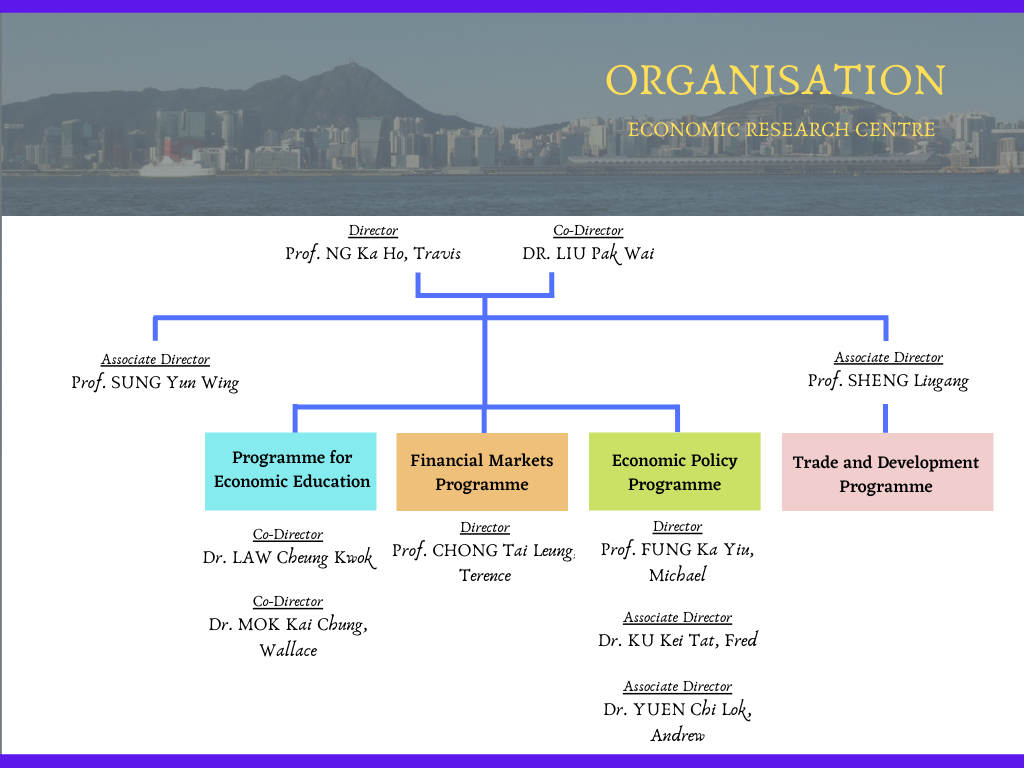 ORGANISATION
ECONOMIC RESEARCH CENTRE
Director
Prof. NG Ka Ho, Travis
Co-Director
DR. LIU Pak Wai
Associate Director
Prof. SUNG Yun Wing
Associate Director
Prof. SHENG Liugang
Programme for
Economic Education
Co-Director
Dr. LAW Cheung Kwok
Co-Director
Dr. MOK Kai Chung,
Wallace
Financial Markets
Programme
Director
Prof. CHONG Tai Leung,
Terence
Economic Policy
Programme
Director
Prof. FUNG Ka Yiu,
Michael
Associate Director
Dr. KU Kei Tat, Fred
Associate Director
Dr. YUEN Chi Lok,
Andrew
Trade and Development
Programme